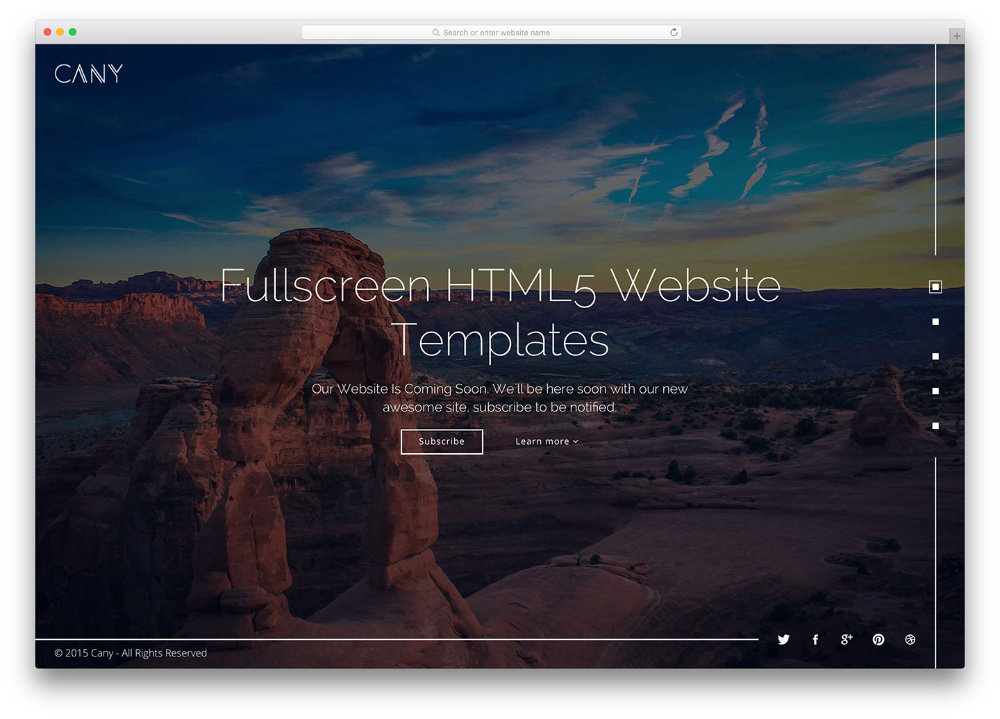 Search or enter website name
CANY
Fullscreen HTML5 Website
Templates
Our Website Is Coming Soon. We`ll be here soon with our new
awesome site, subscribe to be notified.
Subscribe
Learn more
© 2015 Cany - All Rights Reserved